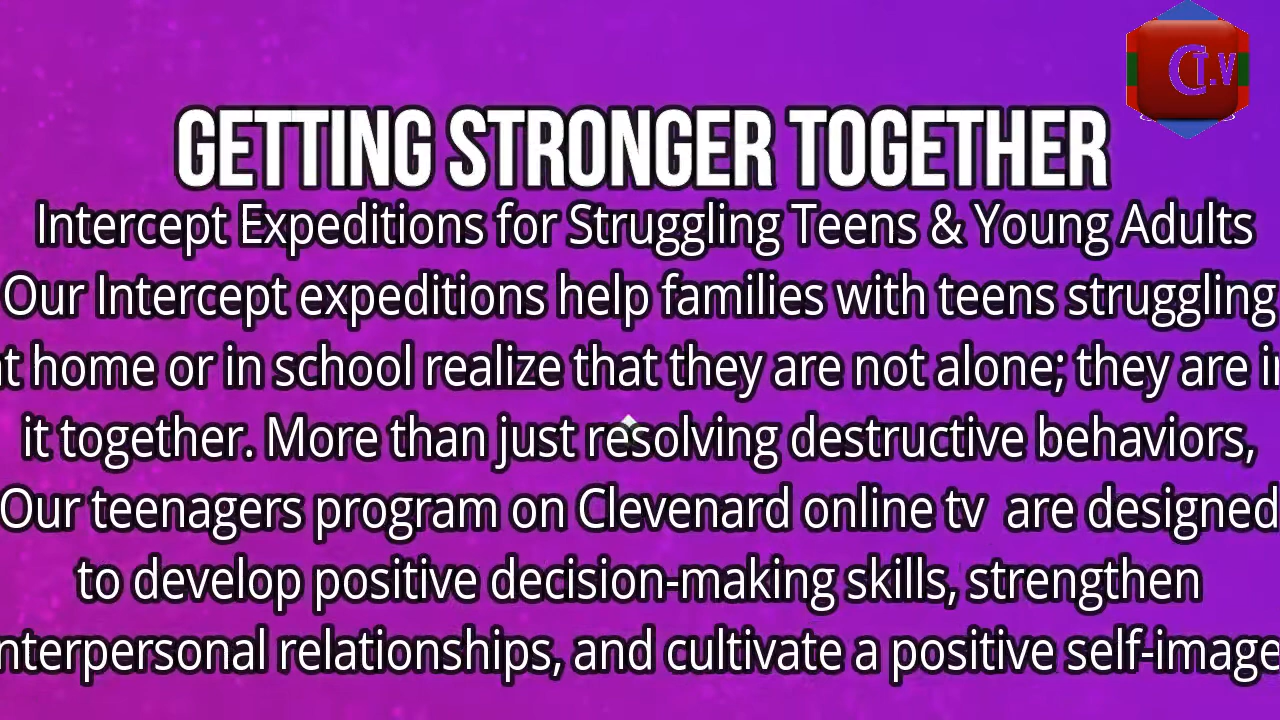 CT.V
GETTING STRONGER TOGETHER
Intercept Expeditions for Struggling Teens & Young Adults
Our Intercept expeditions help families with teens struggling
t home or in school realize that they are not alone; they are i
it together. More than just resolving destructive behaviors,
Our teenagers program on Clevenard online tv are designed
to develop positive decision-making skills, strengthen
nterpersonal relationships, and cultivate a positive self-image